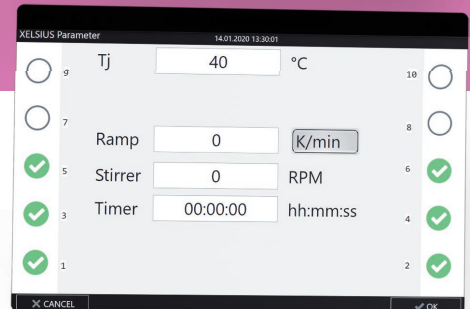 XELSIUS Parameter 14.01.2020 13:30:01
Tj 40 °C
g 10
7 8
Ramp 0 K/min
5 Stirrer 0 RPM 6
3 Timer 00:00:00 hh:mm:ss 4
1 2
CANCEL OK